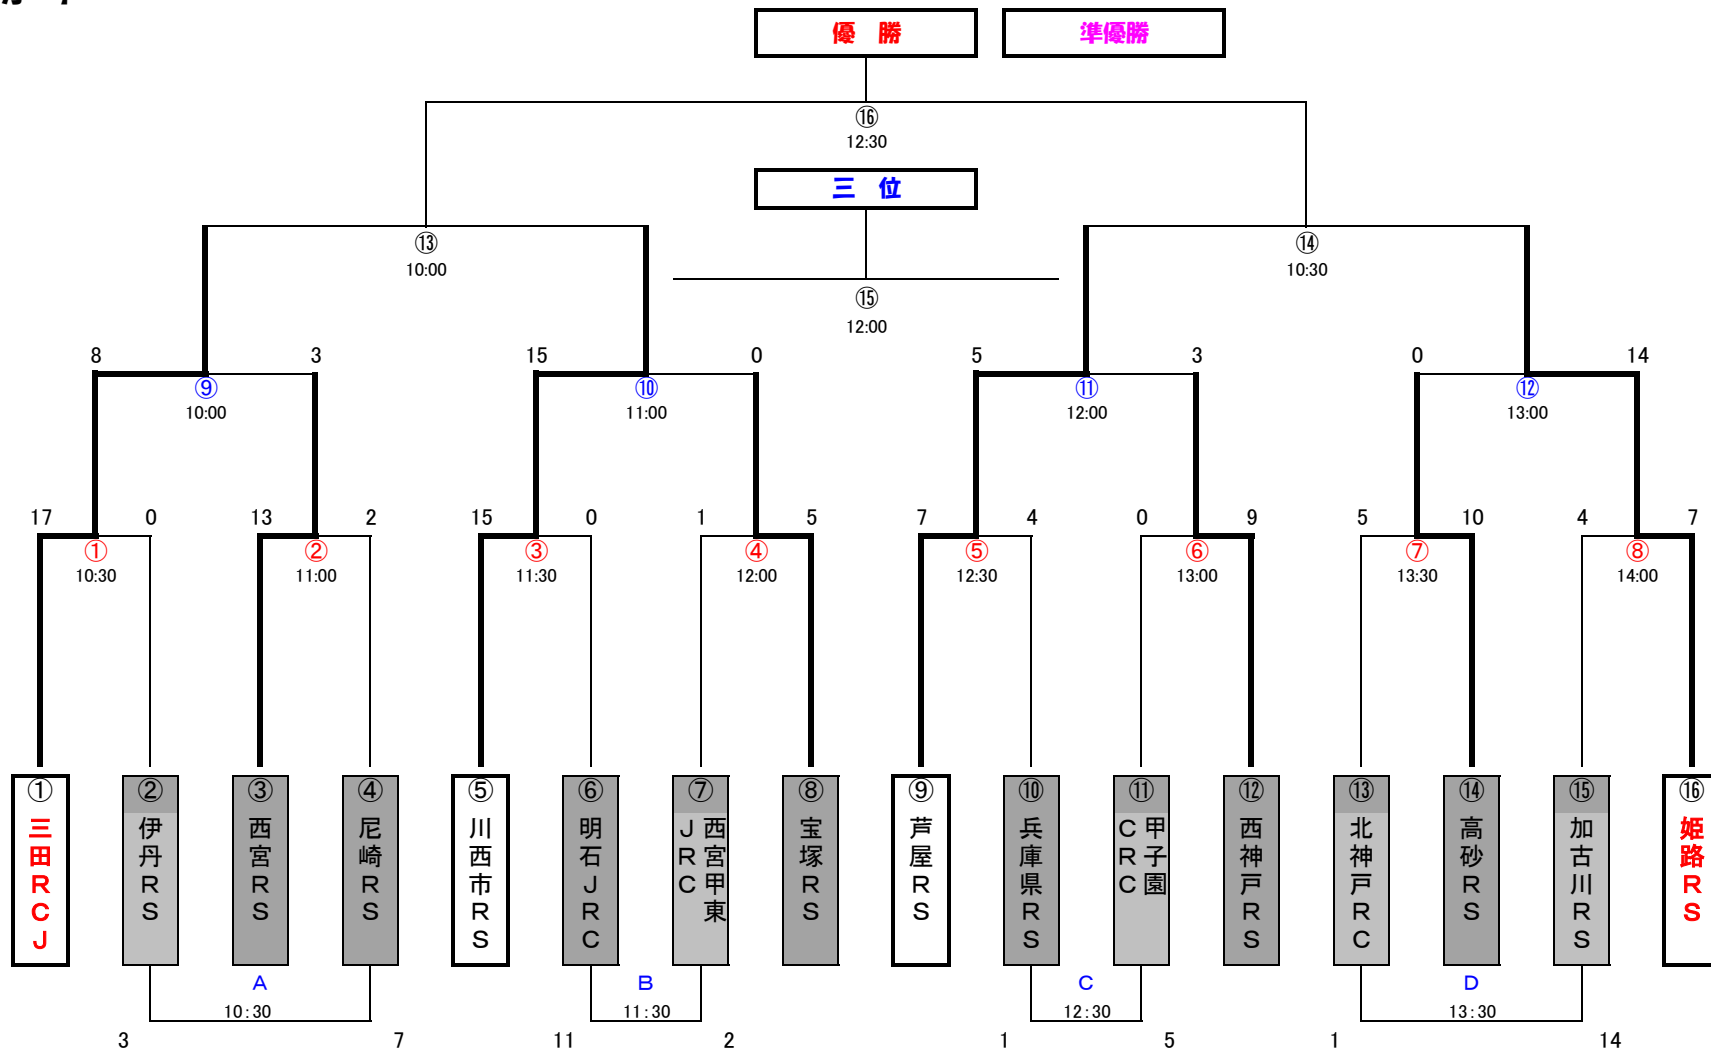 優 勝 準優勝
⑯
12:30
三 位
⑬ ⑭
10:00 10:30
⑮
12:00
8 3 15 0 5 3 0 14
⑨ ⑩ ⑪ ⑫
10:00 11:00 12:00 13:00
17 0 13 2 15 0 1 5 7 4 0 9 5 10 4 7
① ② ③ ④ ⑤ ⑥ ⑦ ⑧
10:30 11:00 11:30 12:00 12:30 13:00 13:30 14:00
① 三田RCJ
② 伊丹RS
③ 西宮RS
④ 尼崎RS
⑤ 川西市RS
⑥ 明石JRC
⑦ 西宮甲東
JRC
⑧ 宝塚RS
⑨ 芦屋RS
⑩ 兵庫県RS
⑪ 甲子園
CRC
⑫ 西神戸RS
⑬ 北神戸RC
⑭ 高砂RS
⑮ 加古川RS
⑯ 姫路RS
A B C D
10:30 11:30 12:30 13:30
3 7 11 2 1 5 1 14